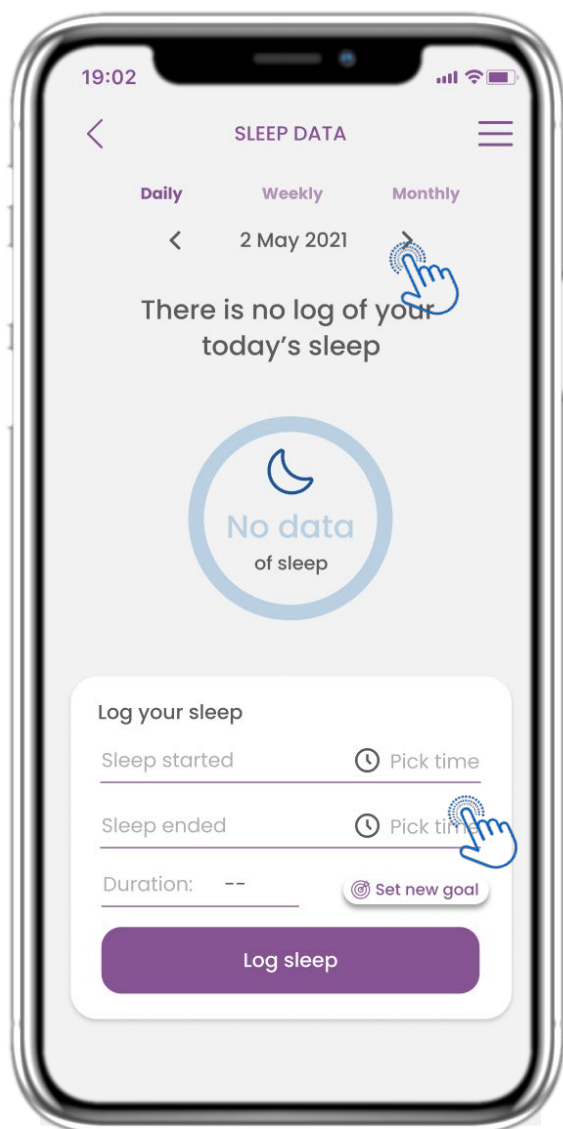 19:02
SLEEP DATA
Daily Weekly Monthly
2 May 2021
There is no log of your
today's sleep
No data
of sleep
Log your sleep
Sleep started Pick time
Sleep ended Pick time
Duration: --
Set new goal
Log sleep